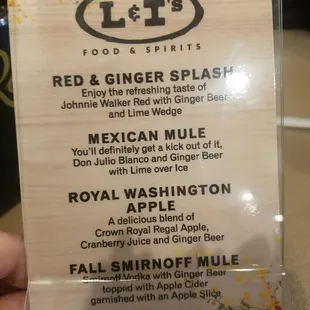 L&T's
FOOD & SPIRITS
RED & GINGER SPLASH
Enjoy the refreshing taste of
Johnnie Walker Red with Ginger Beer
and Lime Wedge
MEXICAN MULE
You'll definitely get a kick out of it,
Don Julio Blanco and Ginger Beer
with Lime over Ice
ROYAL WASHINGTON
APPLE
A delicious blend of
Crown Royal Regal Apple,
Cranberry Juice and Ginger Beer
FALL SMIRNOFF MULE
Smirnoff Vodka with Ginger Beer
topped with Apple Cider
garnished with an Apple Slice